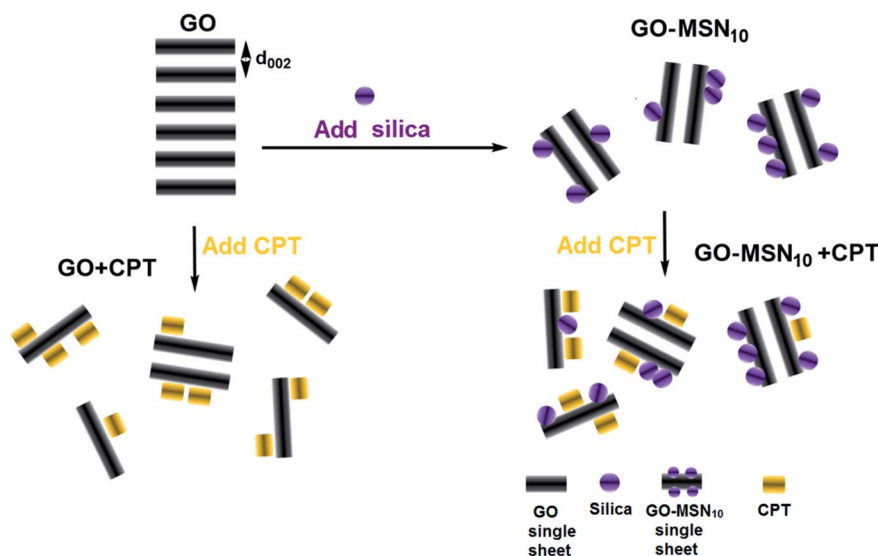 GO
d₀₀₂
GO-MSN₁₀
Add silica
Add CPT
GO+CPT
Add CPT
GO-MSN₁₀ +CPT
GO
single
sheet
Silica
GO-MSN₁₀
single
sheet
CPT